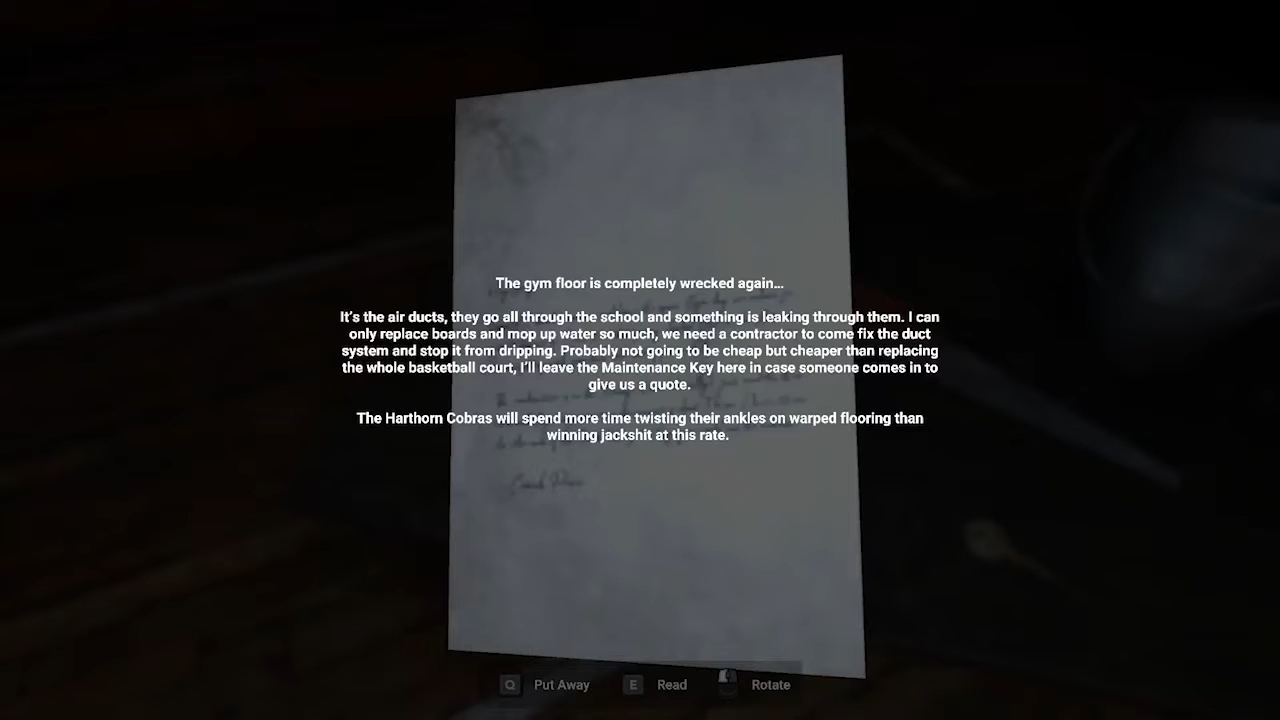 The gym floor is completely wrecked again...
It's the air ducts, they go all through the school and something is leaking through them. I can
only replace boards and mop up water so much, we need a contractor to come fix the duct
system and stop it from dripping. Probably not going to be cheap but cheaper than replacing
the whole basketball court, I'll leave the Maintenance Key here in case someone comes in to
give us a quote.
The Harthorn Cobras will spend more time twisting their ankles on warped flooring than
winning jackshit at this rate.
Q Put Away E Read Rotate